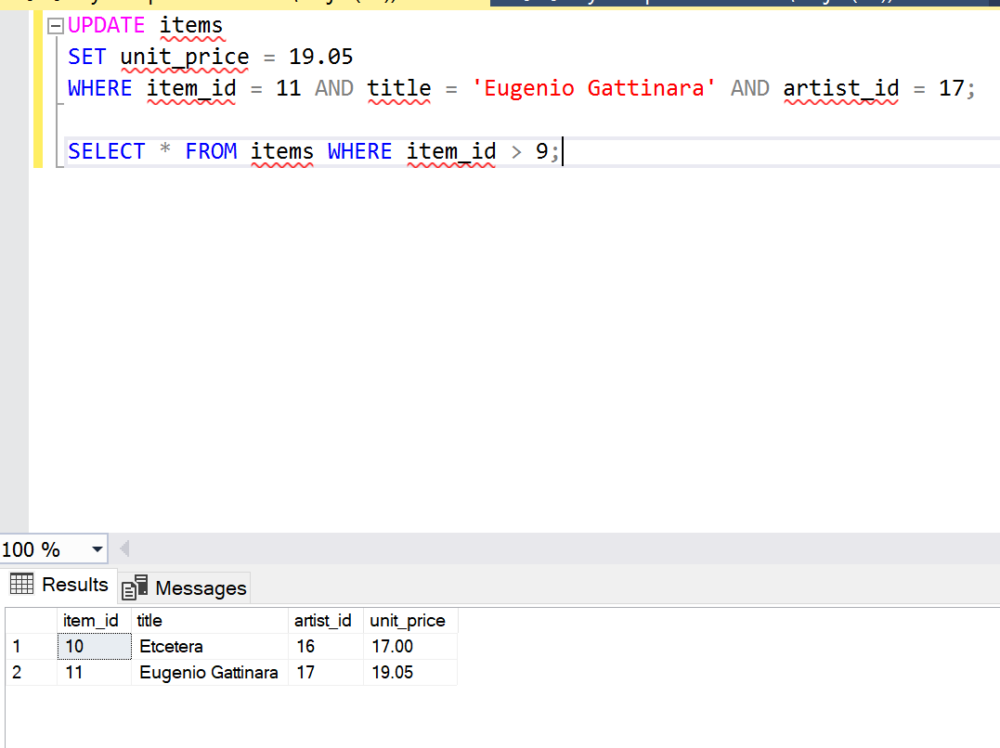 UPDATE items
SET unit_price = 19.05
WHERE item_id = 11 AND title = 'Eugenio Gattinara' AND artist_id = 17;
SELECT * FROM items WHERE item_id > 9;
100 %
Results Messages
item_id title artist_id unit_price
1 10 Etcetera 16 17.00
2 11 Eugenio Gattinara 17 19.05